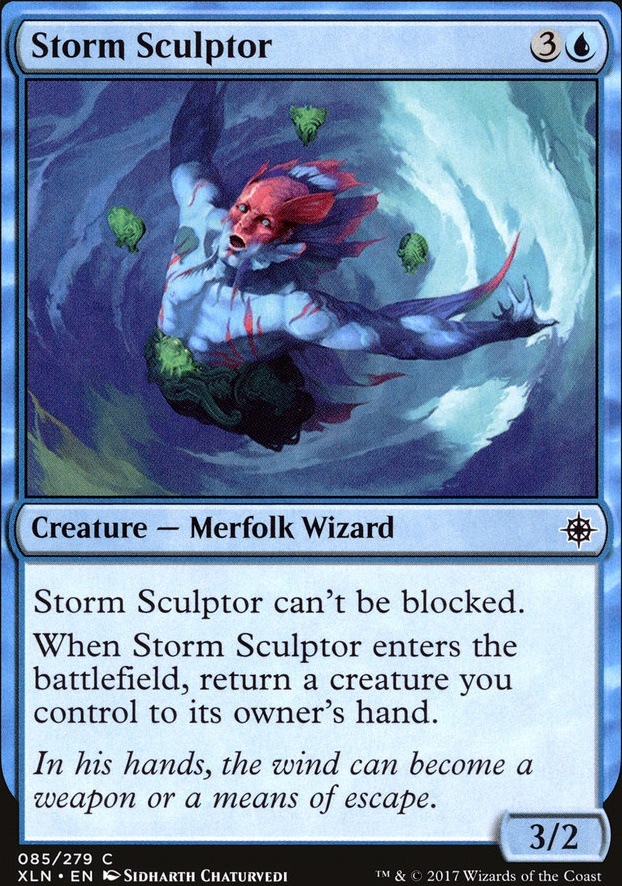 Storm Sculptor 3
Creature — Merfolk Wizard
Storm Sculptor can't be blocked.
When Storm Sculptor enters the
battlefield, return a creature you
control to its owner's hand.
In his hands, the wind can become a
weapon or a means of escape.
3/2
085/279 C
XLN • EN Sidharth Chaturvedi ™ & © 2017 Wizards of the Coast